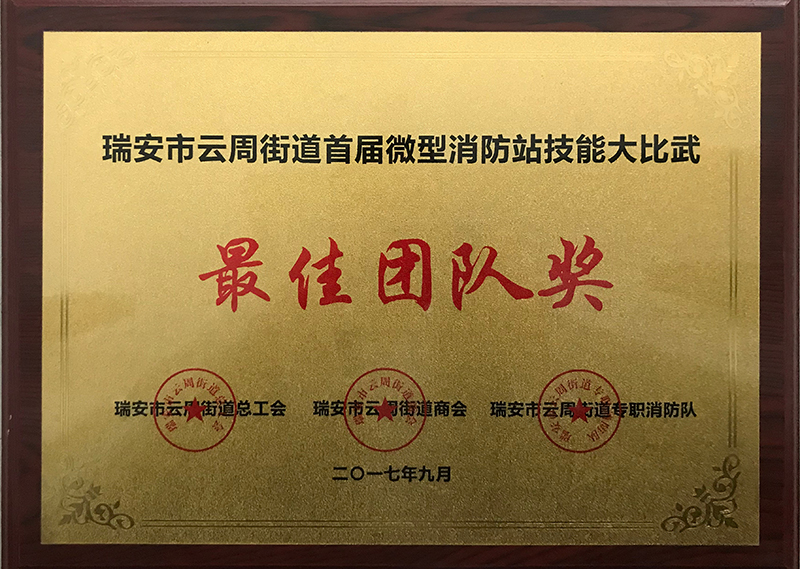 瑞安市云周街道首届微型消防站技能大比武
最佳团队奖
瑞安市云周街道总工会 瑞安市云周街道商会 瑞安市云周街道专职消防队
二〇一七年九月